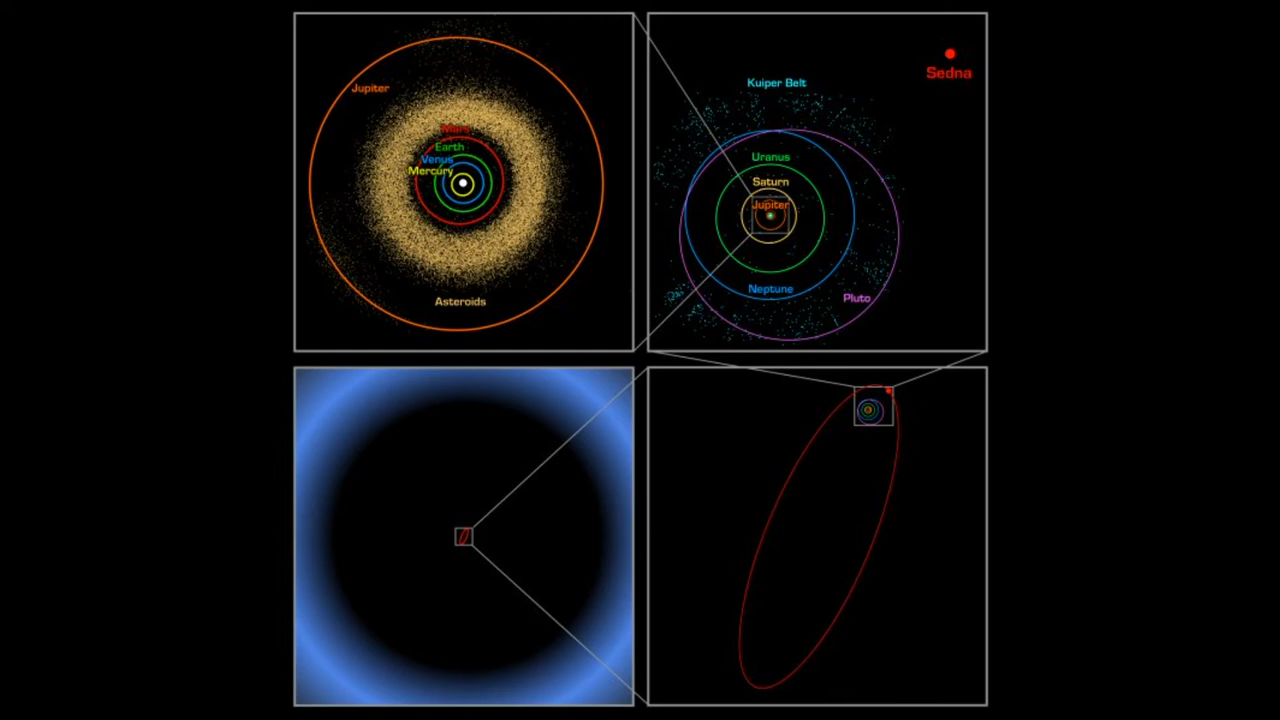 Jupiter
Mars
Earth
Venus
Mercury
Asteroids
Sedna
Kuiper Belt
Uranus
Saturn
Jupiter
Neptune
Pluto